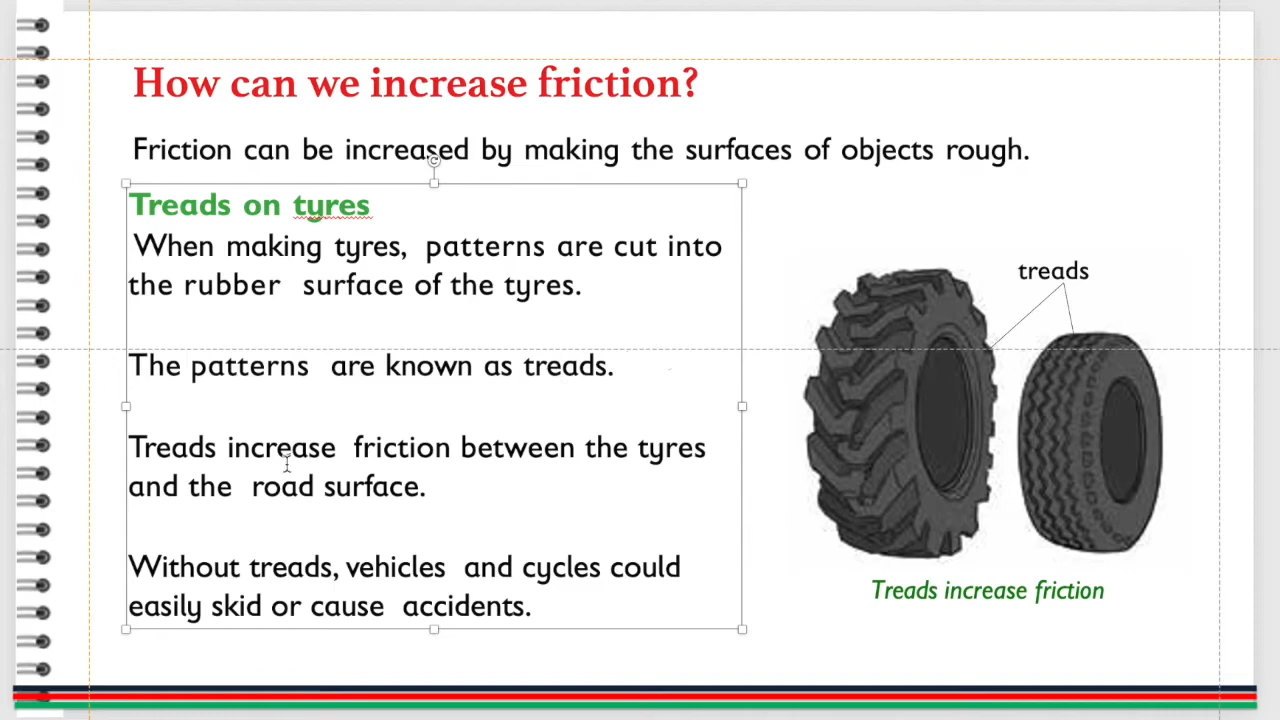 How can we increase friction?
Friction can be increased by making the surfaces of objects rough.
Treads on tyres
When making tyres, patterns are cut into
the rubber surface of the tyres.
The patterns are known as treads.
Treads increase friction between the tyres
and the road surface.
Without treads, vehicles and cycles could
easily skid or cause accidents.
treads
Treads increase friction